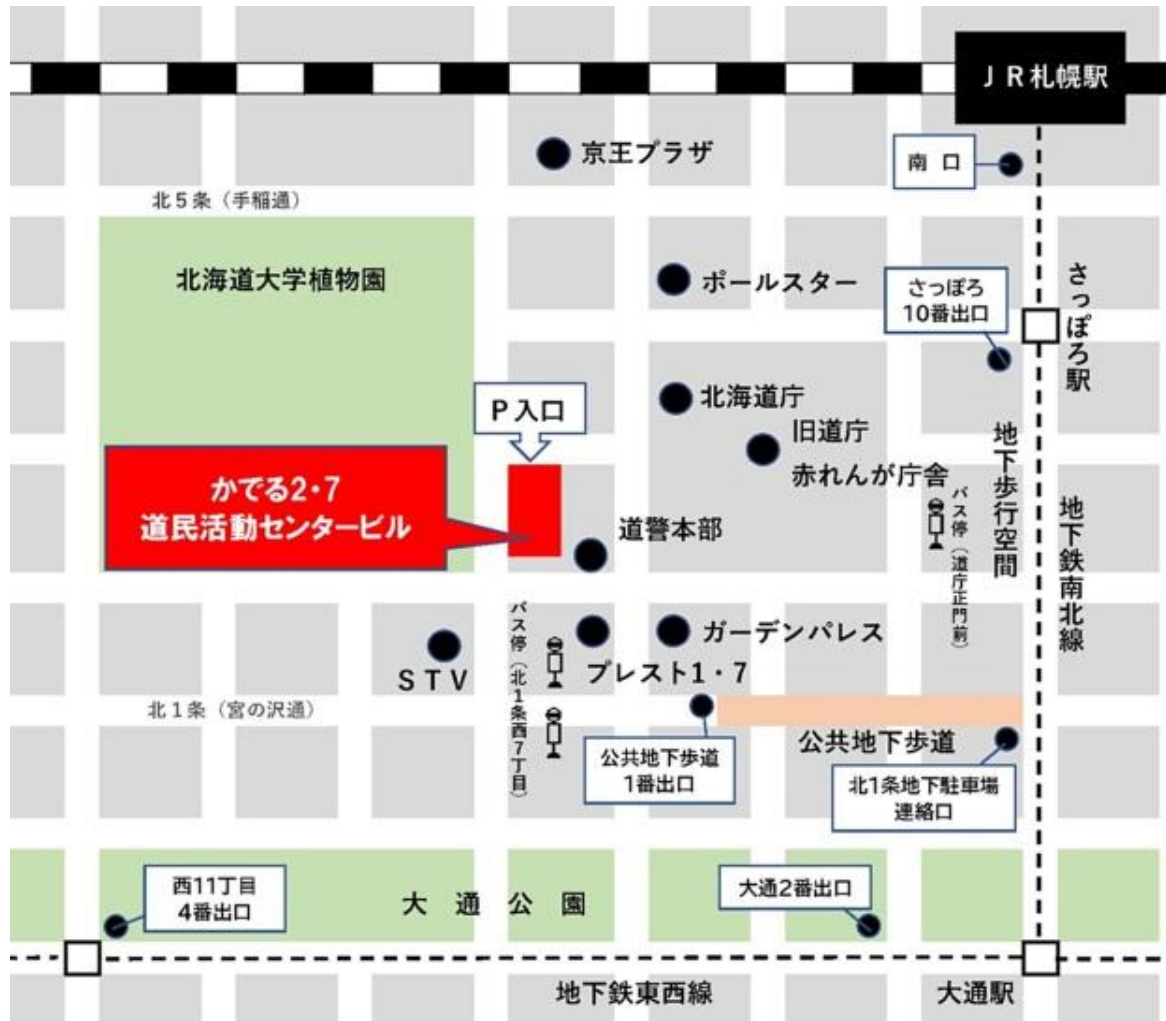 ＪＲ札幌駅
京王プラザ
南 口
北５条（手稲通）
北海道大学植物園
ポールスター
さっぽろ
10番出口
さっぽろ駅
P 入口
北海道庁
旧道庁
赤れんが庁舎
かでる2・7
道民活動センタービル
道警本部
バス停（道庁正門前）
地下歩行空間
地下鉄南北線
バス停（北１条西７丁目）
ＳＴＶ
プレスト1・7
ガーデンパレス
北１条（宮の沢通）
公共地下歩道
1番出口
公共地下歩道
北1条地下駐車場
連絡口
西11丁目
4番出口
大 通 公 園
大通2番出口
地下鉄東西線
大通駅